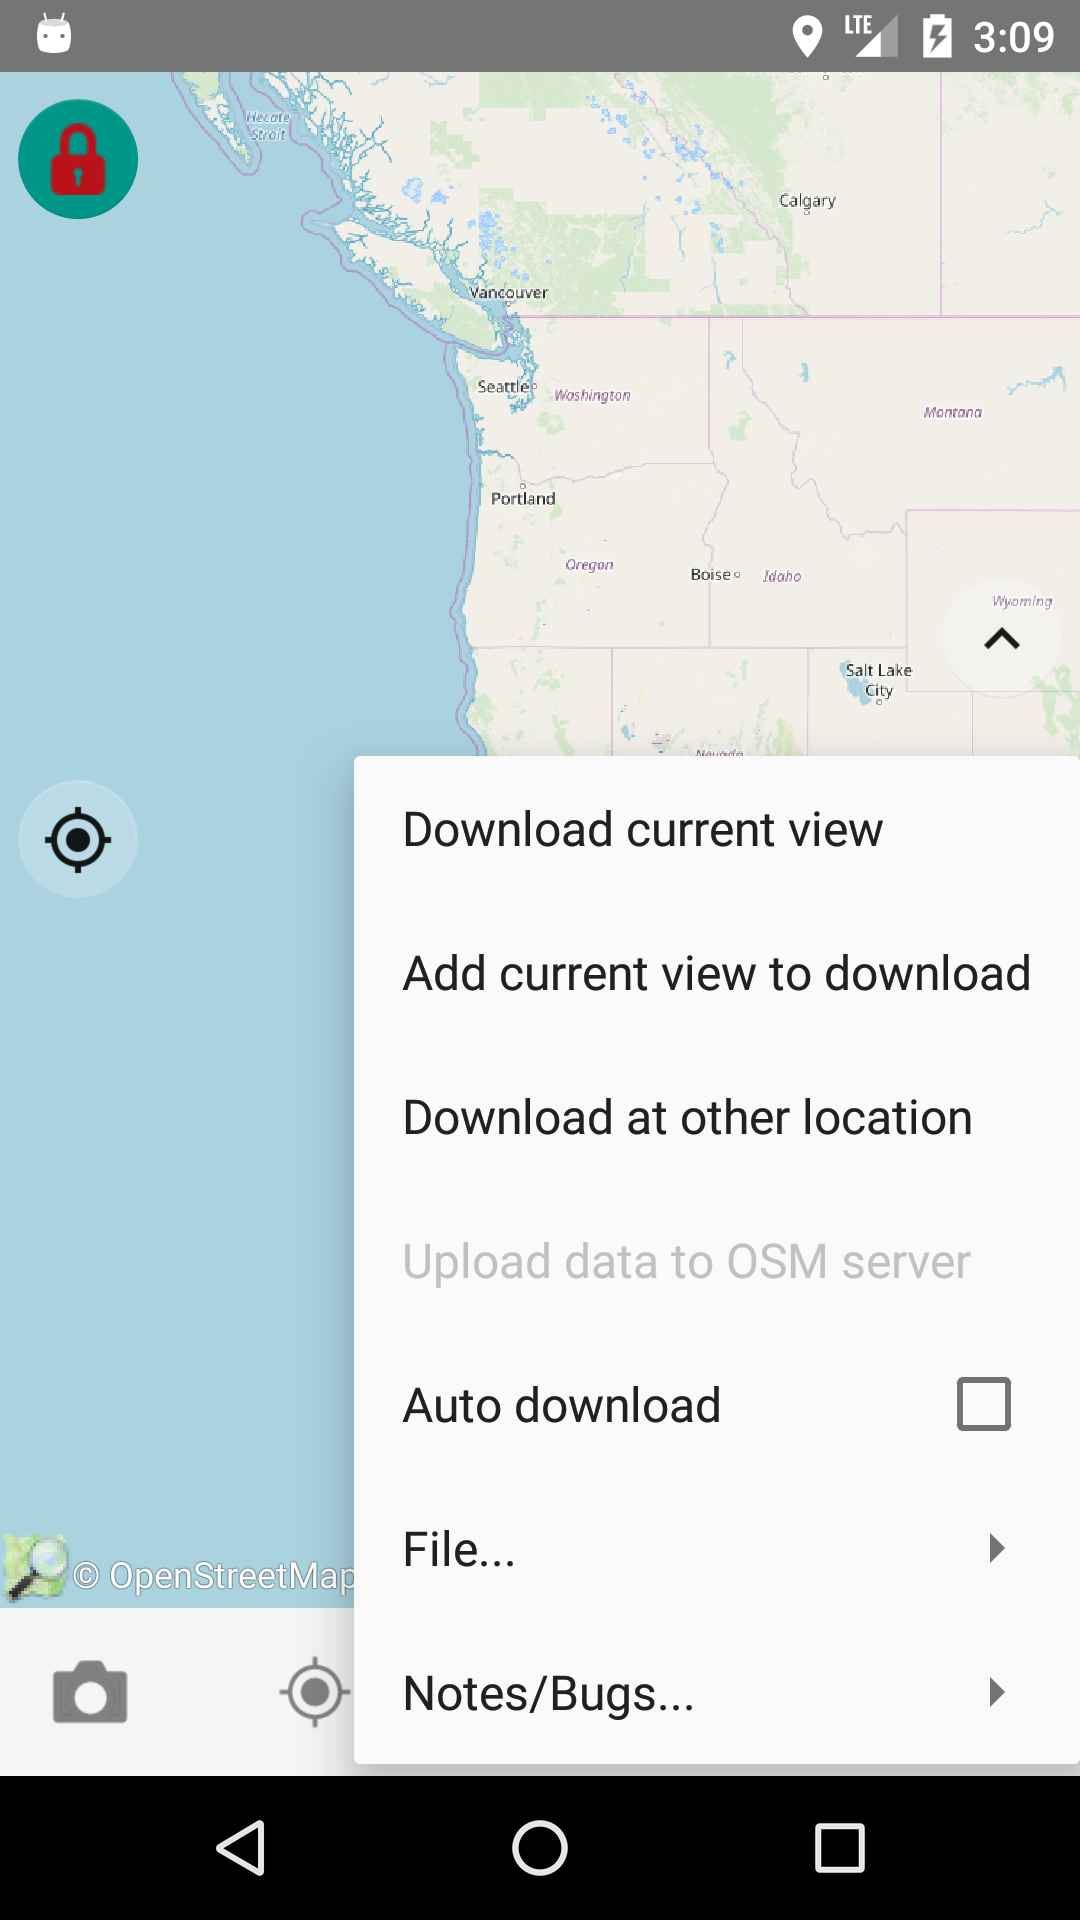 LTE 3:09
Hecate
Strait
Calgary
Vancouver
Seattle
Washington
Montana
Portland
Oregon
Boise
Idaho
Wyoming
Salt Lake
City
Nevada
Download current view
Add current view to download
Download at other location
Upload data to OSM server
Auto download
File...
© OpenStreetMap
Notes/Bugs...